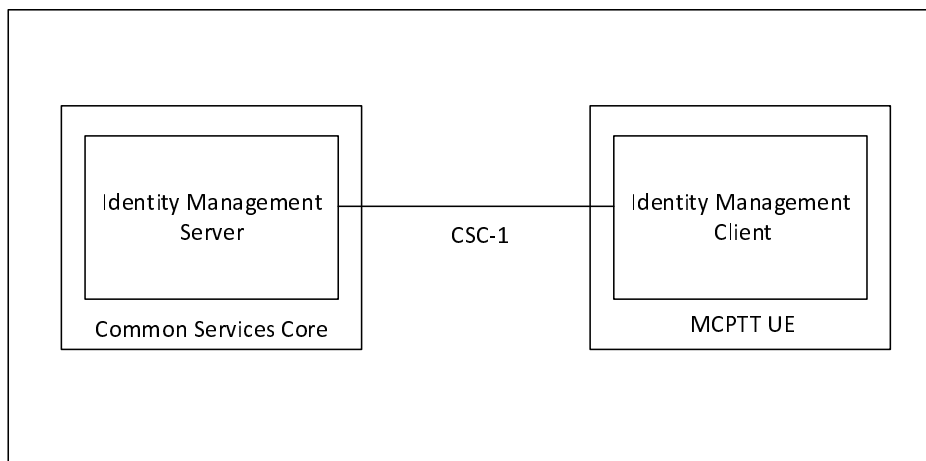 Identity Management
Server
Common Services Core
CSC-1
Identity Management
Client
MCPTT UE